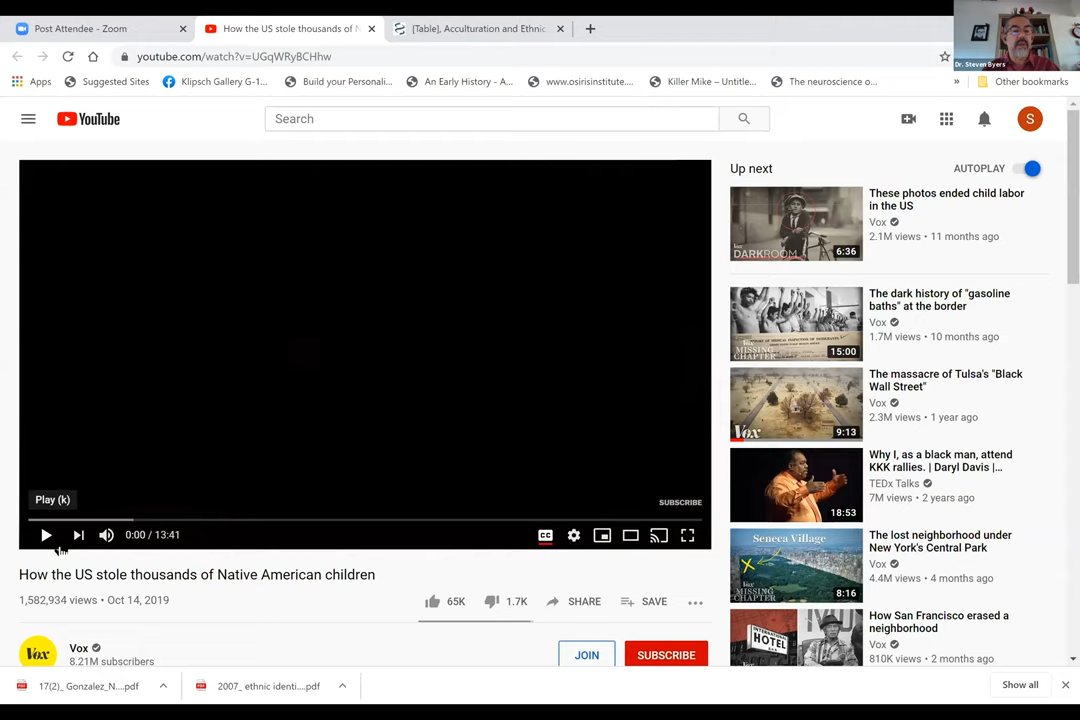 Post Attendee - Zoom
How the US stole thousands of N
[Table], Acculturation and Ethnic
youtube.com/watch?v=UGqWRyBCHhw
Dr. Steven Byers
Apps
Suggested Sites
Klipsch Gallery G-1...
Build your Personali...
An Early History - A...
www.osirisinstitute....
Killer Mike – Untitle...
The neuroscience o...
»
Other bookmarks
YouTube
Search
S
Up next
AUTOPLAY
These photos ended child labor
in the US
Vox
2.1M views • 11 months ago
DARKROOM
6:36
The dark history of "gasoline
baths" at the border
Vox
1.7M views • 10 months ago
MISSING
CHAPTER
15:00
The massacre of Tulsa's "Black
Wall Street"
Vox
2.3M views • 1 year ago
Vox
9:13
Why I, as a black man, attend
KKK rallies. | Daryl Davis |...
TEDx Talks
7M views • 2 years ago
18:53
The lost neighborhood under
New York's Central Park
Vox
4.4M views • 4 months ago
Seneca Village
MISSING
CHAPTER
8:16
How San Francisco erased a
neighborhood
Vox
810K views • 2 months ago
INTERNATIONAL
HOTEL
Play (k)
SUBSCRIBE
0:00 / 13:41
CC
How the US stole thousands of Native American children
1,582,934 views • Oct 14, 2019
65K
1.7K
SHARE
SAVE
Vox
Vox
8.21M subscribers
JOIN
SUBSCRIBE
17(2)_ Gonzalez_N....pdf
2007_ ethnic identi....pdf
Show all